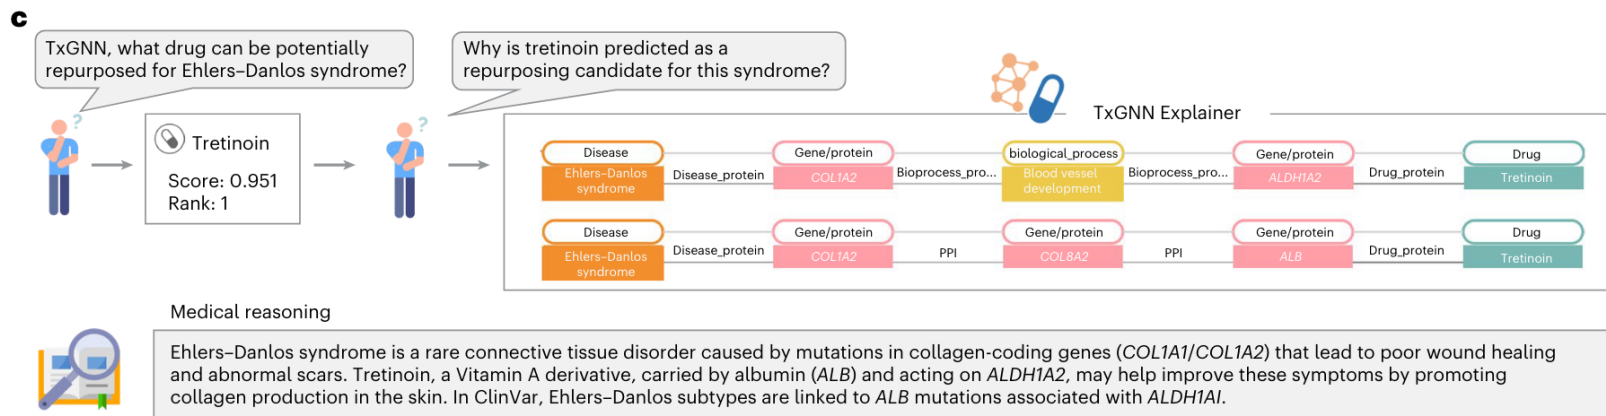 c
TxGNN, what drug can be potentially
repurposed for Ehlers–Danlos syndrome?
Why is tretinoin predicted as a
repurposing candidate for this syndrome?
?
Tretinoin
Score: 0.951
Rank: 1
?
TxGNN Explainer
Disease
Ehlers–Danlos
syndrome
Disease_protein
Gene/protein
COL1A2
Bioprocess_pro...
biological_process
Blood vessel
development
Bioprocess_pro...
Gene/protein
ALDH1A2
Drug_protein
Drug
Tretinoin
Disease
Ehlers–Danlos
syndrome
Disease_protein
Gene/protein
COL1A2
PPI
Gene/protein
COL8A2
PPI
Gene/protein
ALB
Drug_protein
Drug
Tretinoin
Medical reasoning
Ehlers–Danlos syndrome is a rare connective tissue disorder caused by mutations in collagen-coding genes (COL1A1/COL1A2) that lead to poor wound healing
and abnormal scars. Tretinoin, a Vitamin A derivative, carried by albumin (ALB) and acting on ALDH1A2, may help improve these symptoms by promoting
collagen production in the skin. In ClinVar, Ehlers–Danlos subtypes are linked to ALB mutations associated with ALDH1AI.